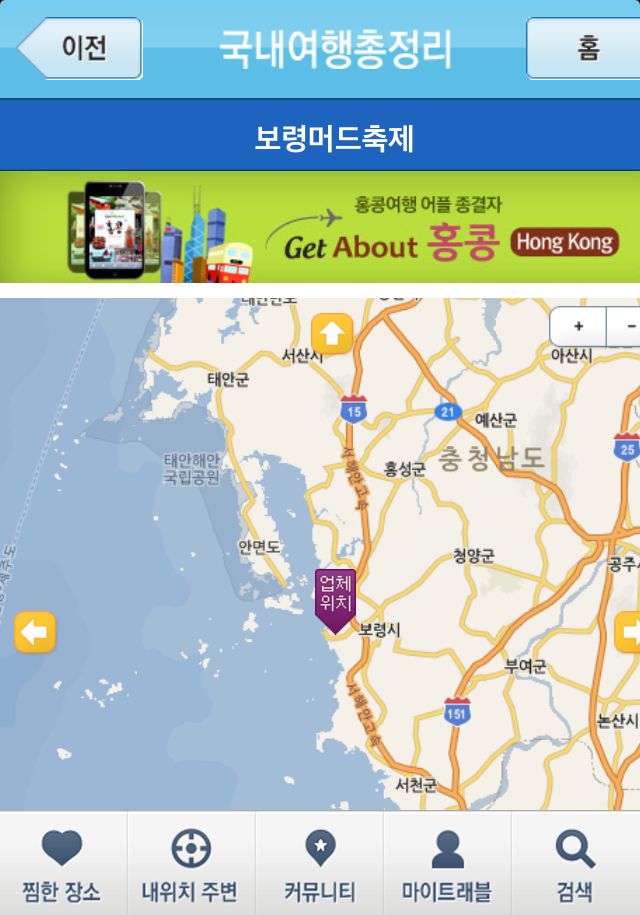 이전
국내여행총정리
홈
보령머드축제
홍콩여행 어플 종결자
Get About 홍콩 Hong Kong
+
-
서산시
아산시
태안군
15
21
예산군
25
태안해안
국립공원
홍성군
충청남도
서해안고속
안면도
청양군
공주시
업체
위치
보령시
부여군
151
논산시
서해안고속
서천군
찜한 장소
내위치 주변
커뮤니티
마이트래블
검색